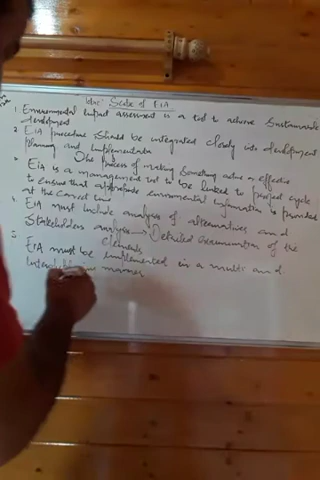 Topic: Scope of EIA
1. Environmental Impact assessment is a tool to achieve Sustainable
development
2. EIA procedure should be integrated closely into development
planning and implementation
The process of making something active or effective
3. EIA is a management tool to be linked to project cycle
to ensure that appropriate environmental information is provided
at the correct time
4. EIA must include analysis of alternatives and
Stakeholders analysis → Detailed examination of the
elements
5. EIA must be implemented in a multi and
manner